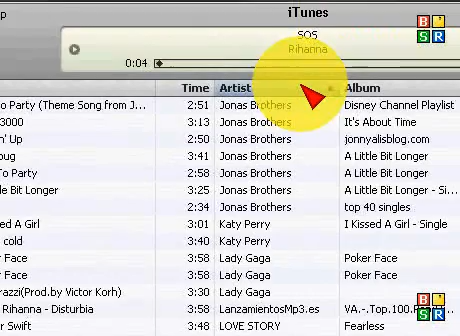 p
iTunes
B S R
SOS
Rihanna
0:04
Time Artist Album
o Party (Theme Song from J... 2:51 Jonas Brothers Disney Channel Playlist
3000 3:13 Jonas Brothers It's About Time
n' Up 2:50 Jonas Brothers jonnyalisblog.com
oug 3:41 Jonas Brothers A Little Bit Longer
To Party 2:58 Jonas Brothers A Little Bit Longer
le Bit Longer 3:25 Jonas Brothers A Little Bit Longer - Si...
2:34 Jonas Brothers top 40 singles
ssed A Girl 3:01 Katy Perry I Kissed A Girl - Single
cold 3:40 Katy Perry
r Face 3:58 Lady Gaga Poker Face
er Face 3:58 Lady Gaga Poker Face
razzi(Prod.by Victor Korh) 3:30 Lady Gaga
Rihanna - Disturbia 3:58 LanzamientosMp3.es VA.-.Top.100.
r Swift 3:48 LOVE STORY Fearless
B S R